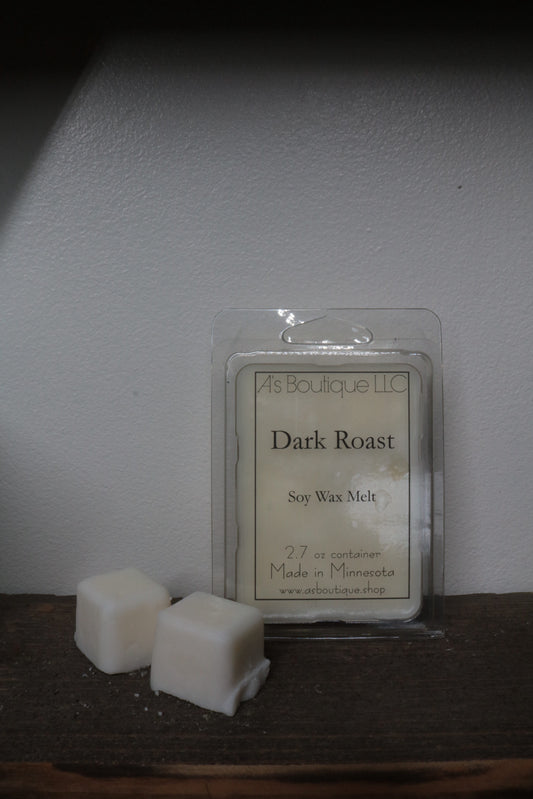 A's Boutique LLC
Dark Roast
Soy Wax Melt
2.7 oz container
Made in Minnesota
www.asboutique.shop